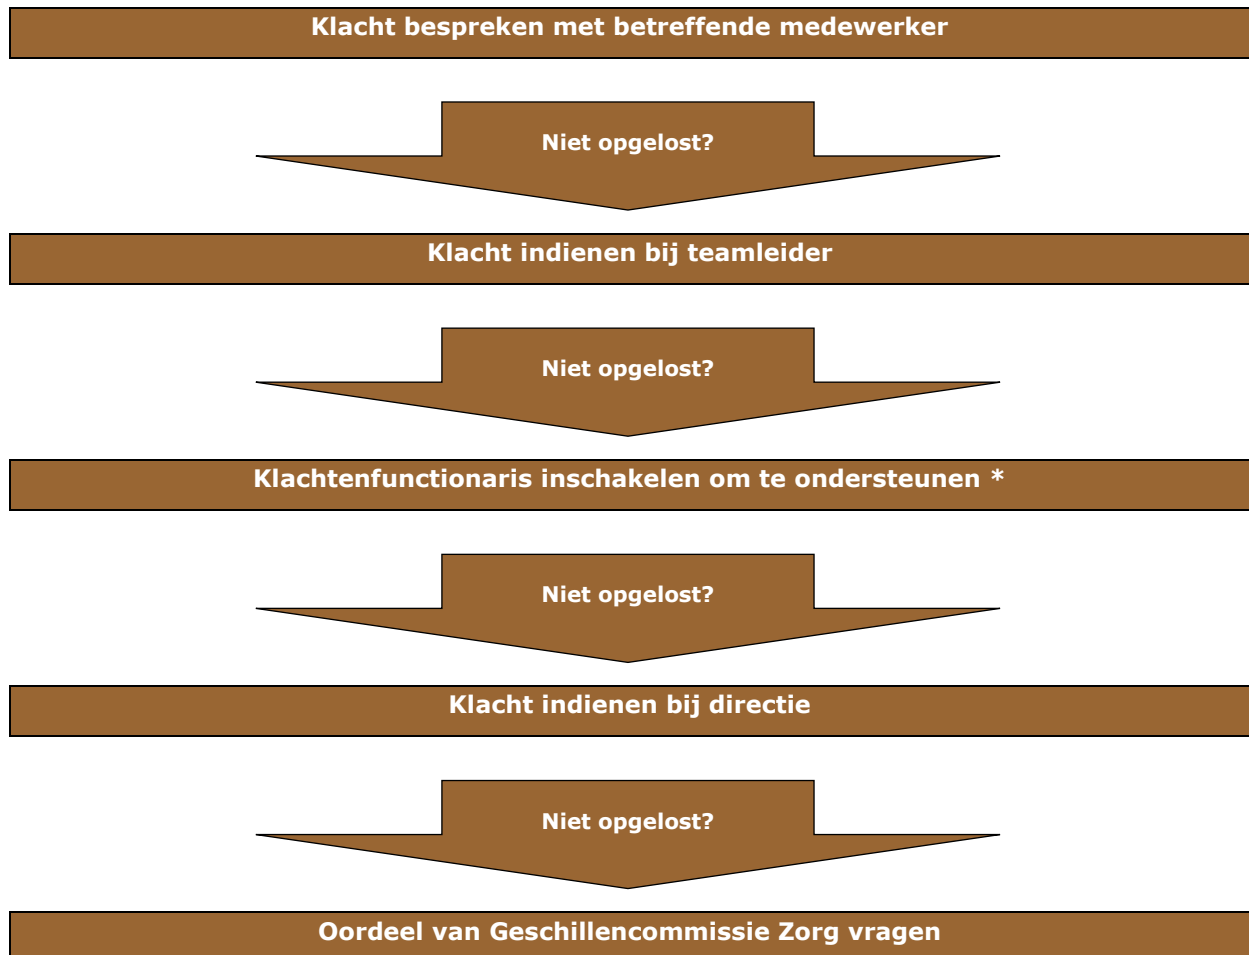 Klacht bespreken met betreffende medewerker
Niet opgelost?
Klacht indienen bij teamleider
Niet opgelost?
Klachtenfunctionaris inschakelen om te ondersteunen *
Niet opgelost?
Klacht indienen bij directie
Niet opgelost?
Oordeel van Geschillencommissie Zorg vragen